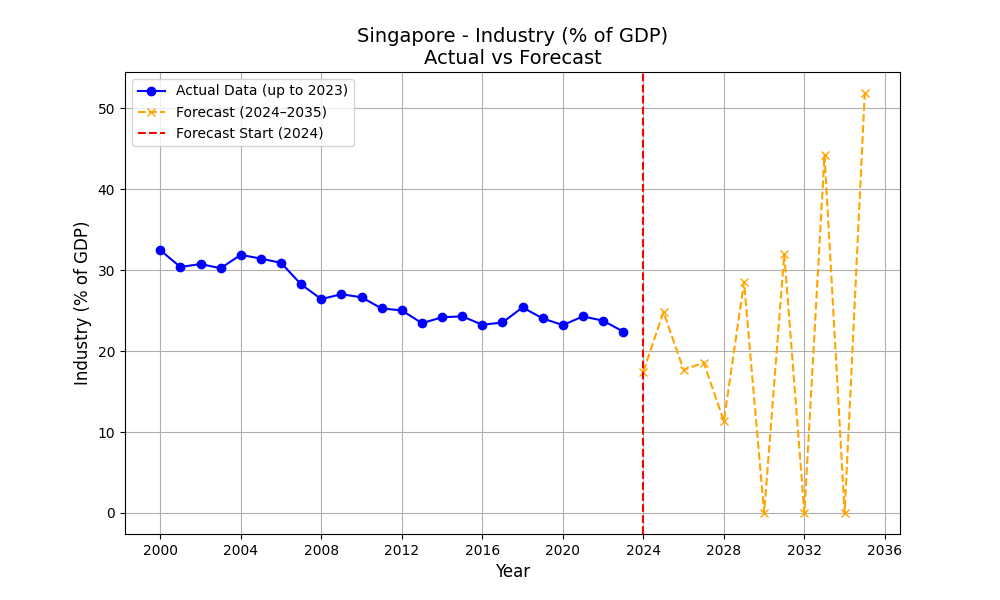 Singapore - Industry (% of GDP)
Actual vs Forecast
Actual Data (up to 2023)
Forecast (2024–2035)
Forecast Start (2024)
Industry (% of GDP)
50
40
30
20
10
0
2000 2004 2008 2012 2016 2020 2024 2028 2032 2036
Year